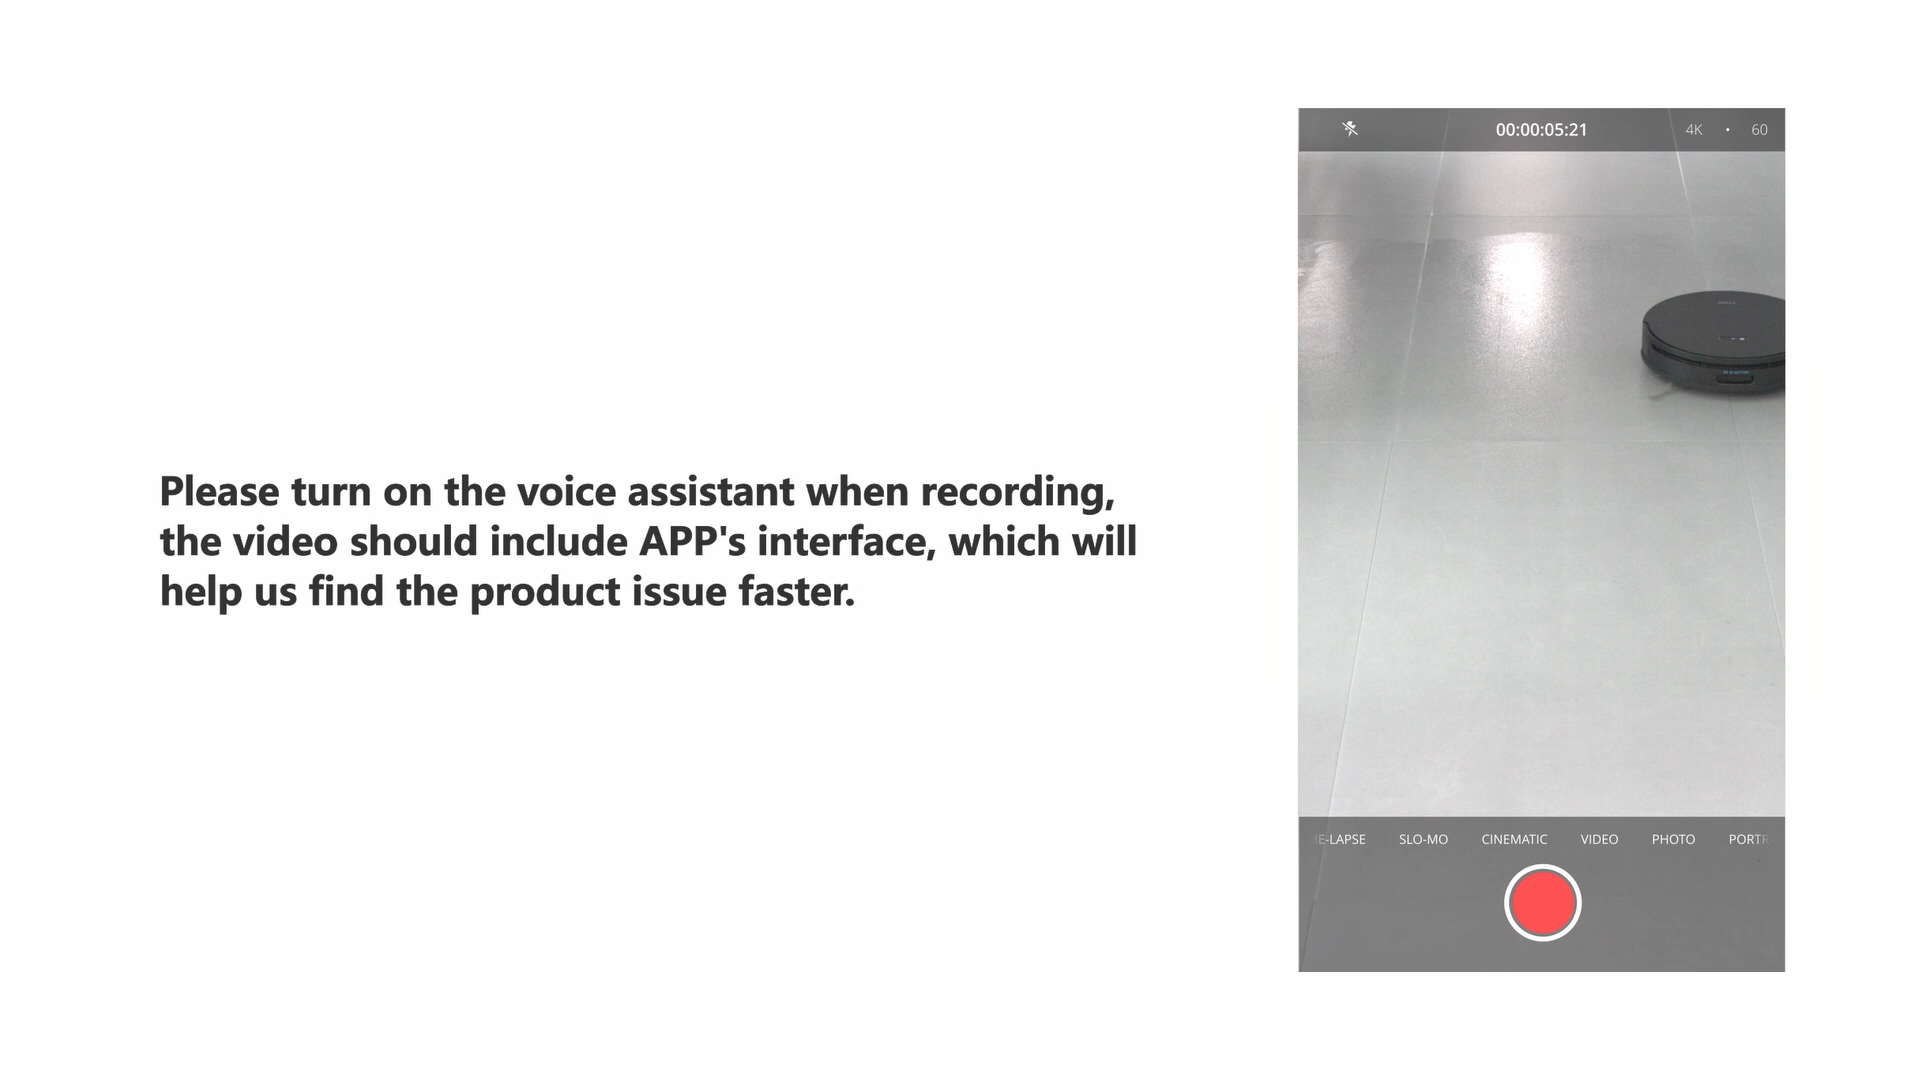 Please turn on the voice assistant when recording,
the video should include APP's interface, which will
help us find the product issue faster.
00:00:05:21
4K • 60
E-LAPSE SLO-MO CINEMATIC VIDEO PHOTO PORTR